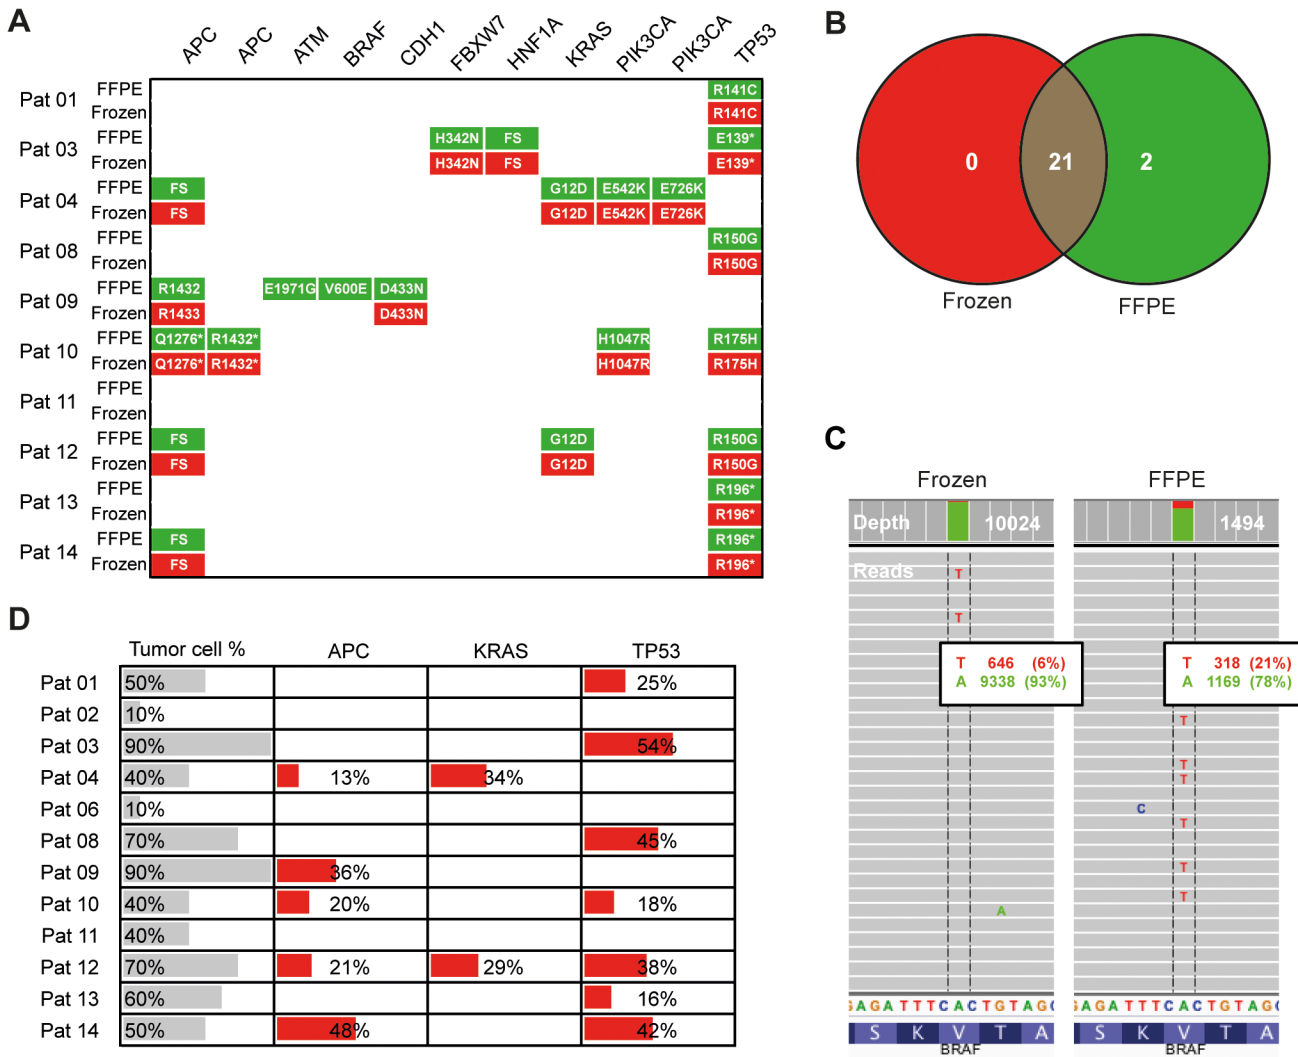 A
APC APC ATM BRAF CDH1 FBXW7 HNF1A KRAS PIK3CA PIK3CA TP53
Pat 01
FFPE R141C
Frozen R141C
Pat 03
FFPE H342N FS E139*
Frozen H342N FS E139*
Pat 04
FFPE FS G12D E542K E726K
Frozen FS G12D E542K E726K
Pat 08
FFPE R150G
Frozen R150G
Pat 09
FFPE R1432 E1971G V600E D433N
Frozen R1433 D433N
Pat 10
FFPE Q1276* R1432* H1047R R175H
Frozen Q1276* R1432* H1047R R175H
Pat 11
FFPE
Frozen
Pat 12
FFPE FS G12D R150G
Frozen FS G12D R150G
Pat 13
FFPE R196*
Frozen R196*
Pat 14
FFPE FS R196*
Frozen FS R196*
B
0 21 2
Frozen FFPE
C
Frozen FFPE
Depth 10024 1494
Reads
T
T
T 646 (6%)
A 9338 (93%)
T 318 (21%)
A 1169 (78%)
T
T
T
C
T
T
T
A
GAGATTTCACTGTAGC GAGATTTCACTGTAGC
S K V T A S K V T A
BRAF BRAF
D
Tumor cell % APC KRAS TP53
Pat 01 50% 25%
Pat 02 10%
Pat 03 90% 54%
Pat 04 40% 13% 34%
Pat 06 10%
Pat 08 70% 45%
Pat 09 90% 36%
Pat 10 40% 20% 18%
Pat 11 40%
Pat 12 70% 21% 29% 38%
Pat 13 60% 16%
Pat 14 50% 48% 42%